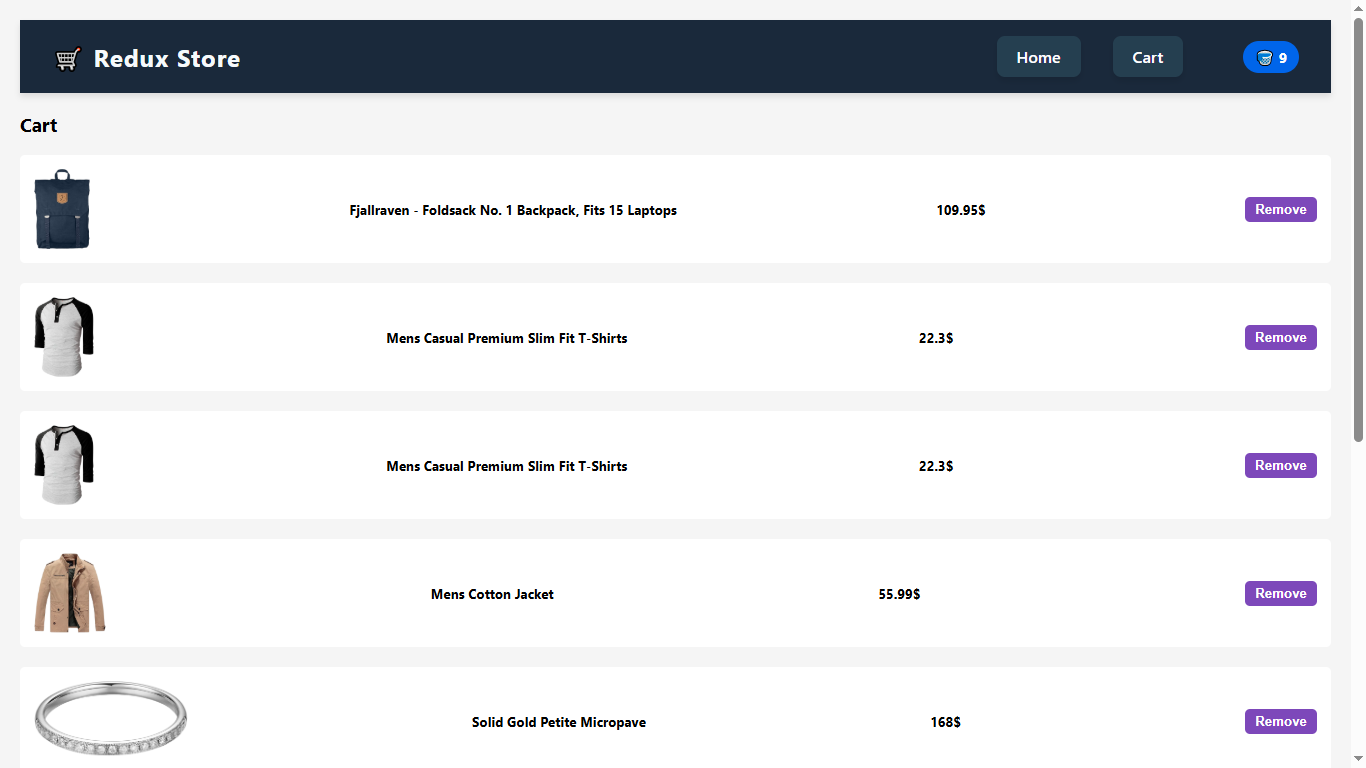 Redux Store
Home
Cart
9
Cart
Fjallraven - Foldsack No. 1 Backpack, Fits 15 Laptops
109.95$
Remove
Mens Casual Premium Slim Fit T-Shirts
22.3$
Remove
Mens Casual Premium Slim Fit T-Shirts
22.3$
Remove
Mens Cotton Jacket
55.99$
Remove
Solid Gold Petite Micropave
168$
Remove